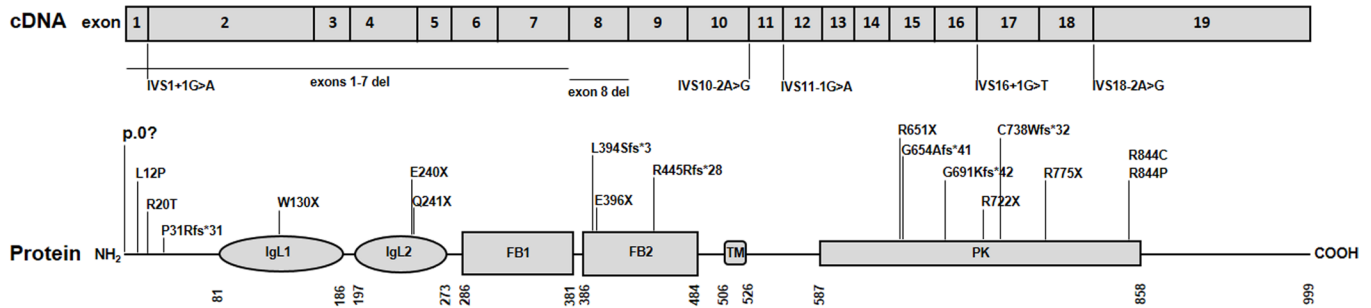 cDNA exon 1 2 3 4 5 6 7 8 9 10 11 12 13 14 15 16 17 18 19
IVS1+1G>A
exons 1-7 del
exon 8 del
IVS10-2A>G
IVS11-1G>A
IVS16+1G>T
IVS18-2A>G
p.0?
L12P
R20T
P31Rfs*31
W130X
E240X
Q241X
L394Sfs*3
E396X
R445Rfs*28
R651X
G654Afs*41
G691Kfs*42
R722X
C738Wfs*32
R775X
R844C
R844P
Protein NH2 IgL1 IgL2 FB1 FB2 TM PK COOH
81 186 197 273 286 381 386 484 506 526 587 858 999